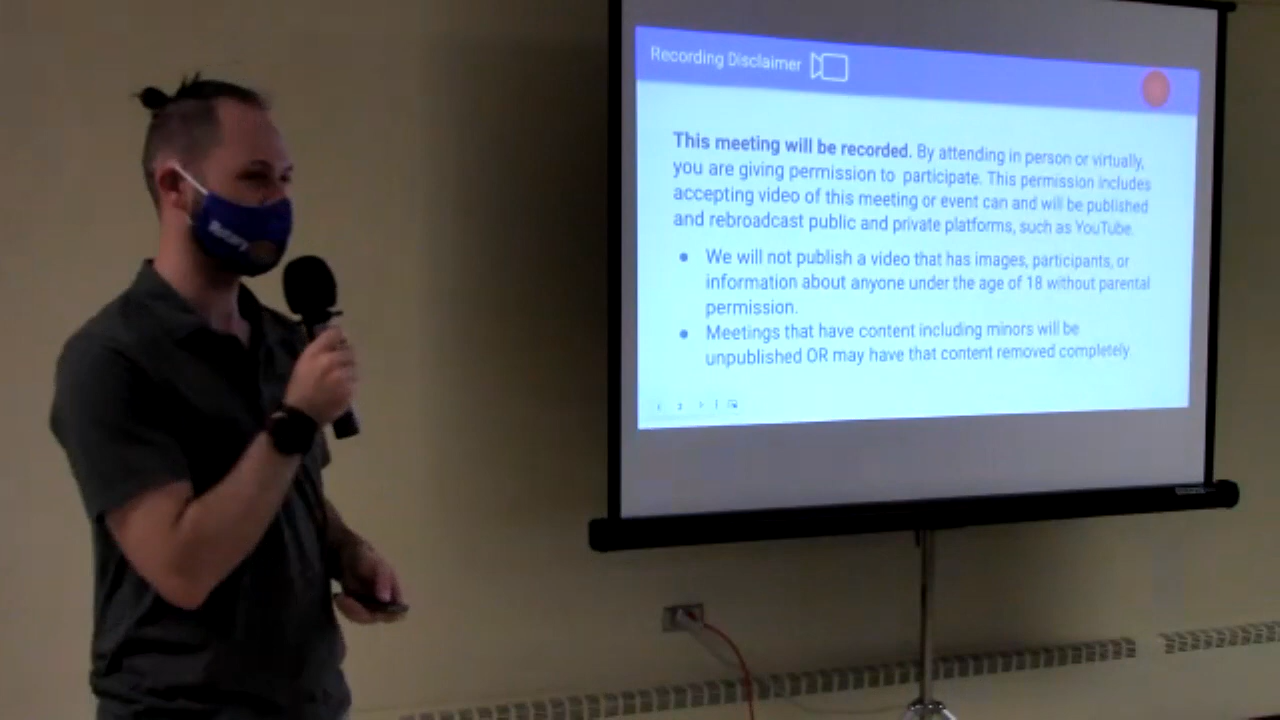 Recording Disclaimer
This meeting will be recorded. By attending in person or virtually,
you are giving permission to participate. This permission includes
accepting video of this meeting or event can and will be published
and rebroadcast public and private platforms, such as YouTube.
● We will not publish a video that has images, participants, or
information about anyone under the age of 18 without parental
permission.
● Meetings that have content including minors will be
unpublished OR may have that content removed completely
Rotary